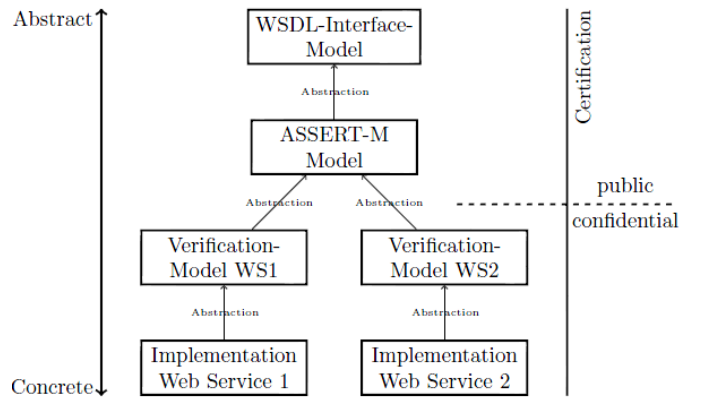 Abstract
WSDL-Interface-
Model
Certification
Abstraction
ASSERT-M
Model
public
Abstraction
Abstraction
confidential
Verification-
Model WS1
Verification-
Model WS2
Abstraction
Abstraction
Implementation
Web Service 1
Implementation
Web Service 2
Concrete